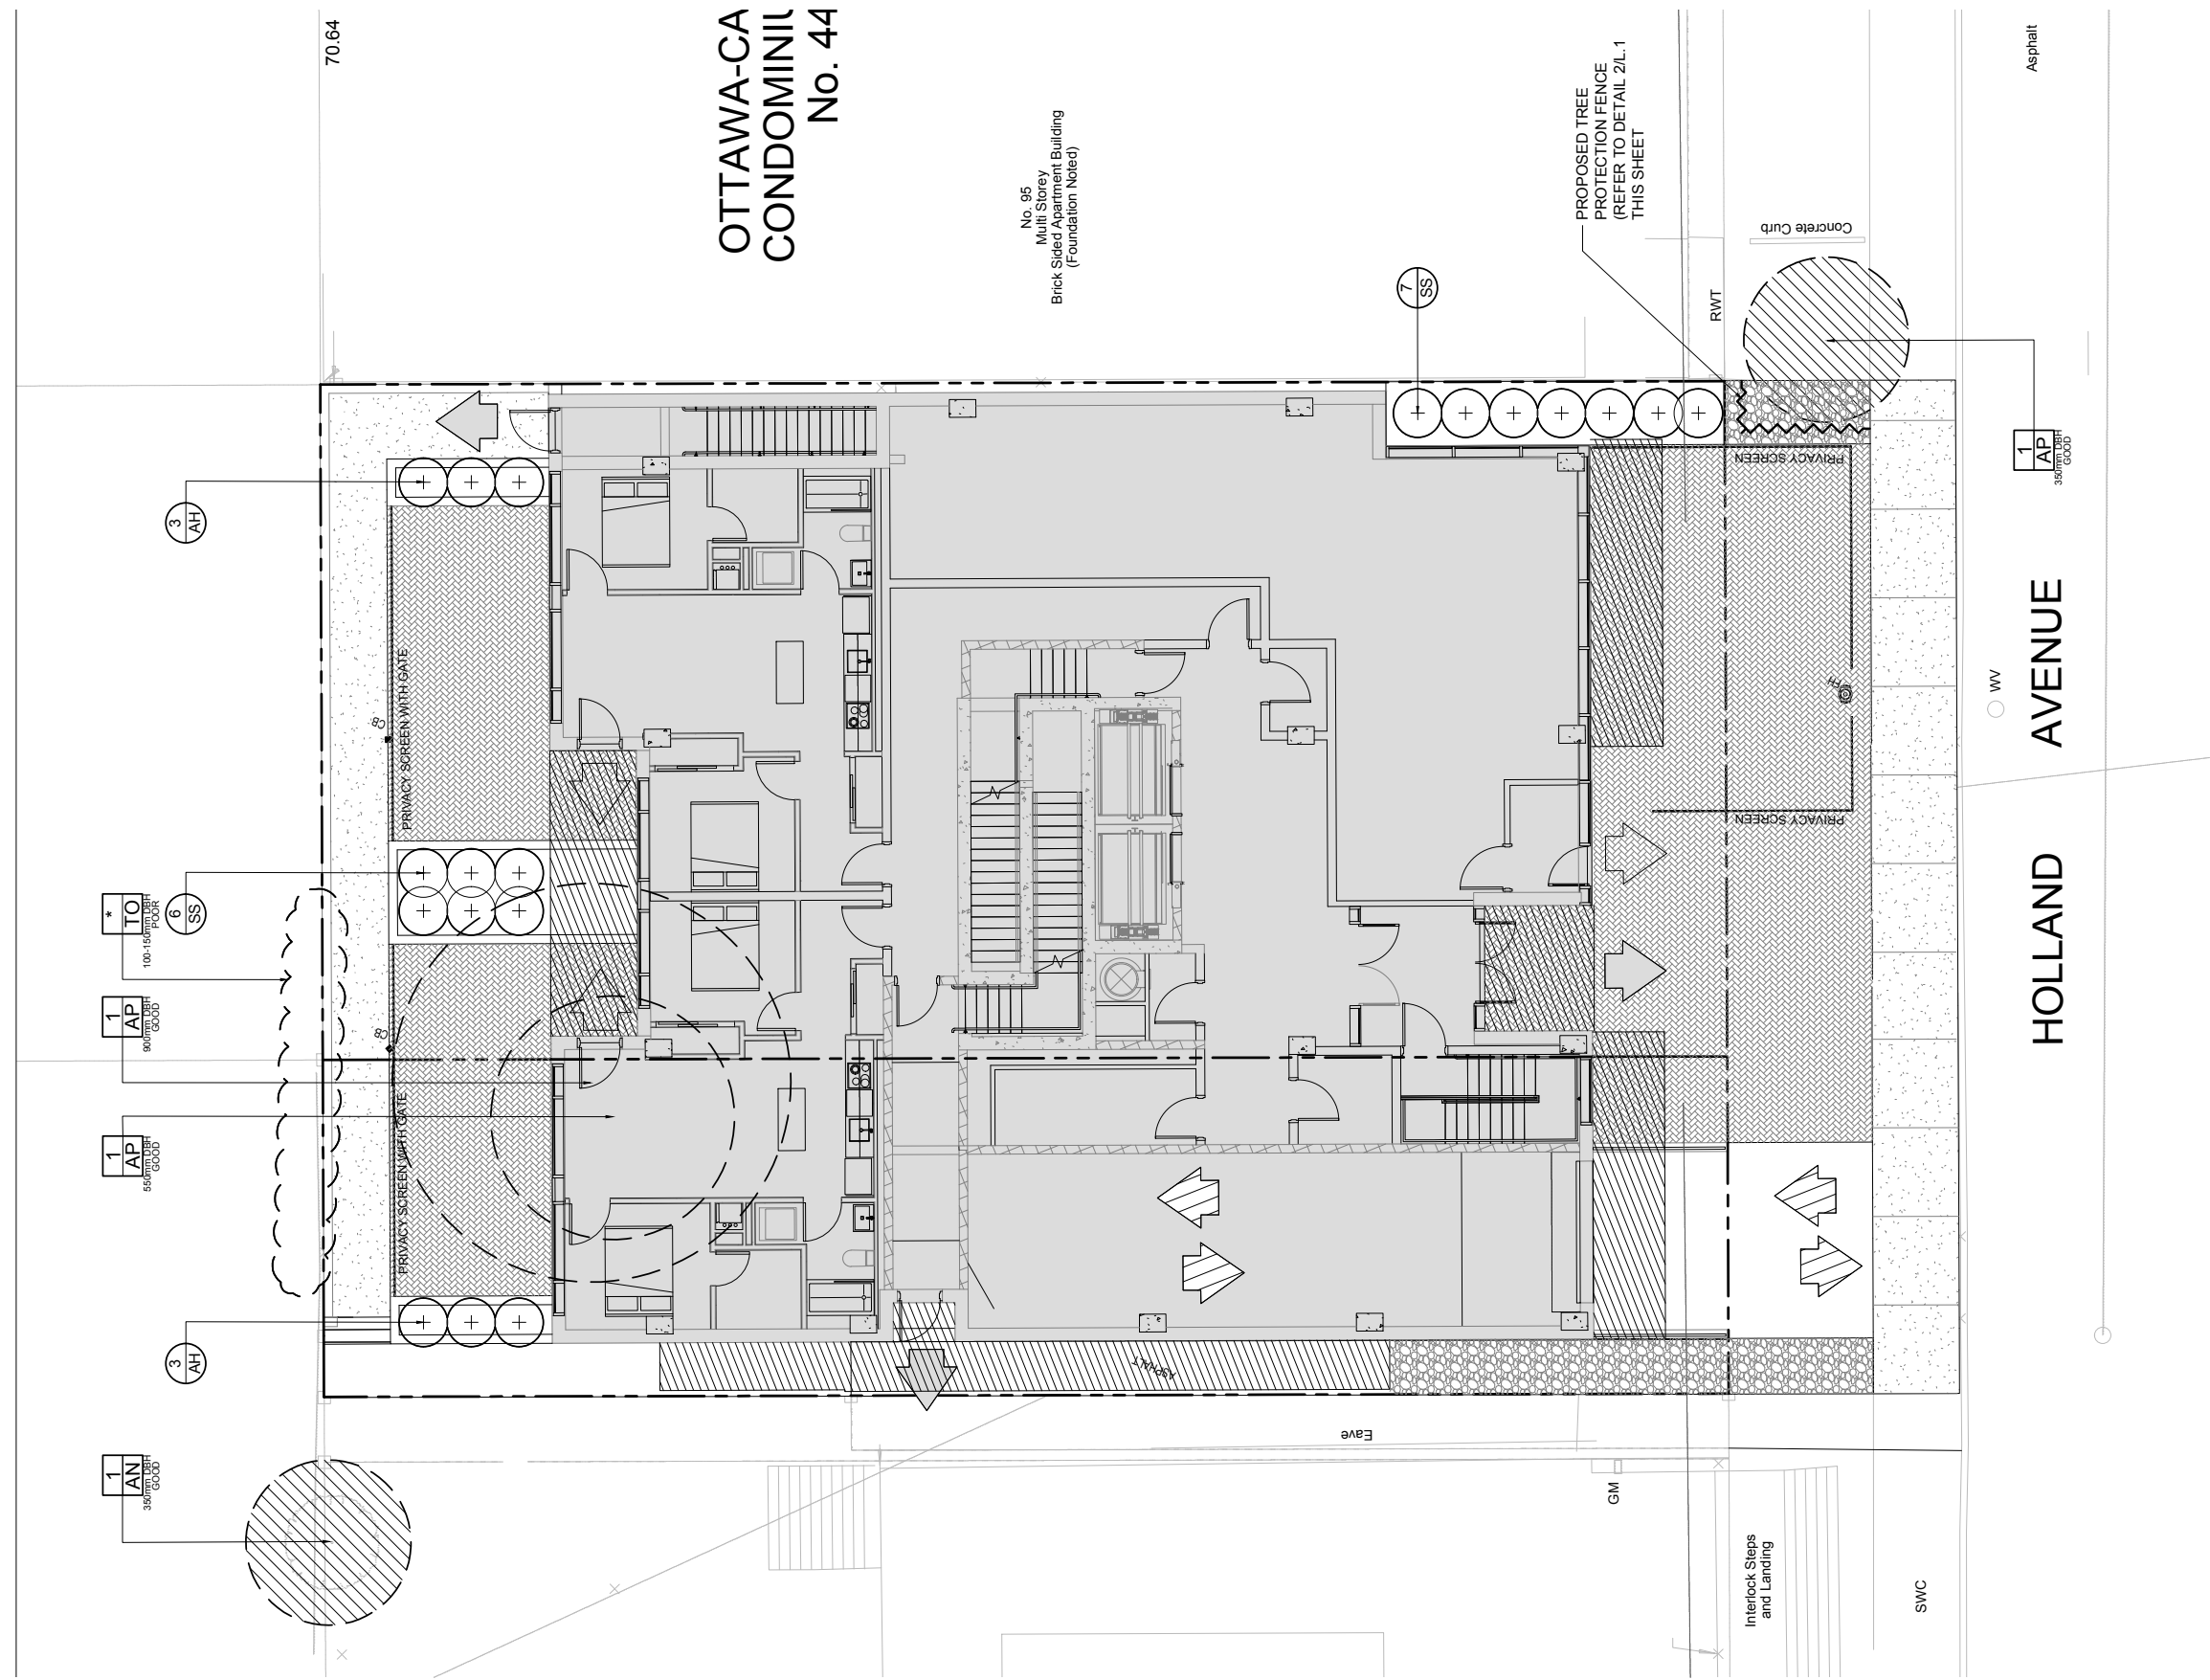 70.64
OTTAWA-CA
CONDOMINIU
No. 44
No. 95
Multi Storey
Brick Sided Apartment Building
(Foundation Noted)
PROPOSED TREE
PROTECTION FENCE
(REFER TO DETAIL 2/L.1
THIS SHEET
Asphalt
Concrete Curb
RWT
7
SS
1
AP
350mm DBH
GOOD
3
AH
PRIVACY SCREEN
PRIVACY SCREEN
PRIVACY SCREEN WITH GATE
CB
FH
WV
HOLLAND AVENUE
*
TO
100-150mm DBH
POOR
6
SS
1
AP
900mm DBH
GOOD
CB
1
AP
550mm DBH
GOOD
PRIVACY SCREEN WITH GATE
3
AH
ASPHALT
Eave
1
AN
350mm DBH
GOOD
GM
Interlock Steps
and Landing
SWC